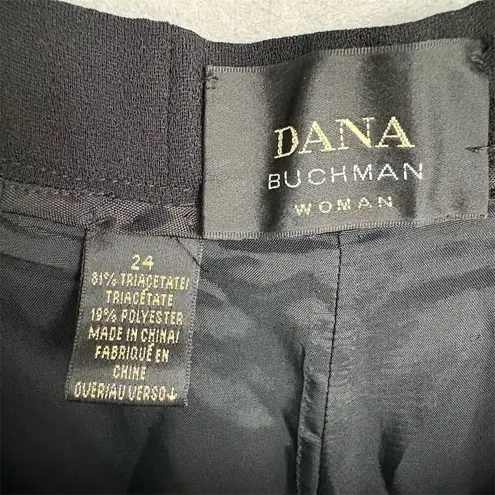 DANA
BUCHMAN
WOMAN
24
81% TRIACETATE/
TRIACÉTATE
19% POLYESTER
MADE IN CHINA/
FABRIQUÉ EN
CHINE
OVER/AU VERSO↓